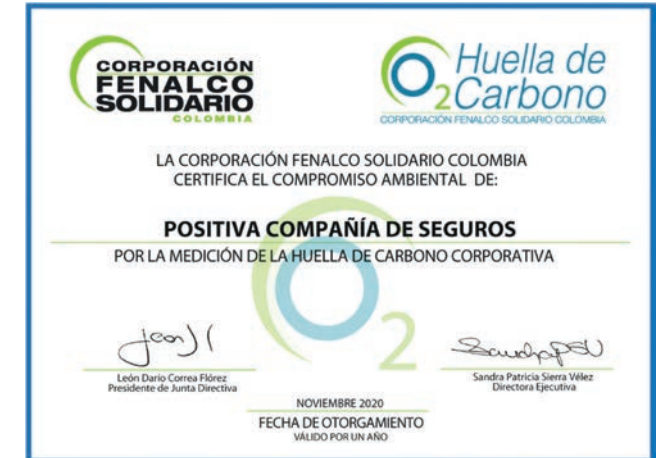 CORPORACIÓN
FENALCO
SOLIDARIO
COLOMBIA
Huella de
O2Carbono
CORPORACIÓN FENALCO SOLIDARIO COLOMBIA
LA CORPORACIÓN FENALCO SOLIDARIO COLOMBIA
CERTIFICA EL COMPROMISO AMBIENTAL DE:
POSITIVA COMPAÑÍA DE SEGUROS
POR LA MEDICIÓN DE LA HUELLA DE CARBONO CORPORATIVA
O2
León Darío Correa Flórez
Presidente de Junta Directiva
Sandra Patricia Sierra Vélez
Directora Ejecutiva
NOVIEMBRE 2020
FECHA DE OTORGAMIENTO
VÁLIDO POR UN AÑO